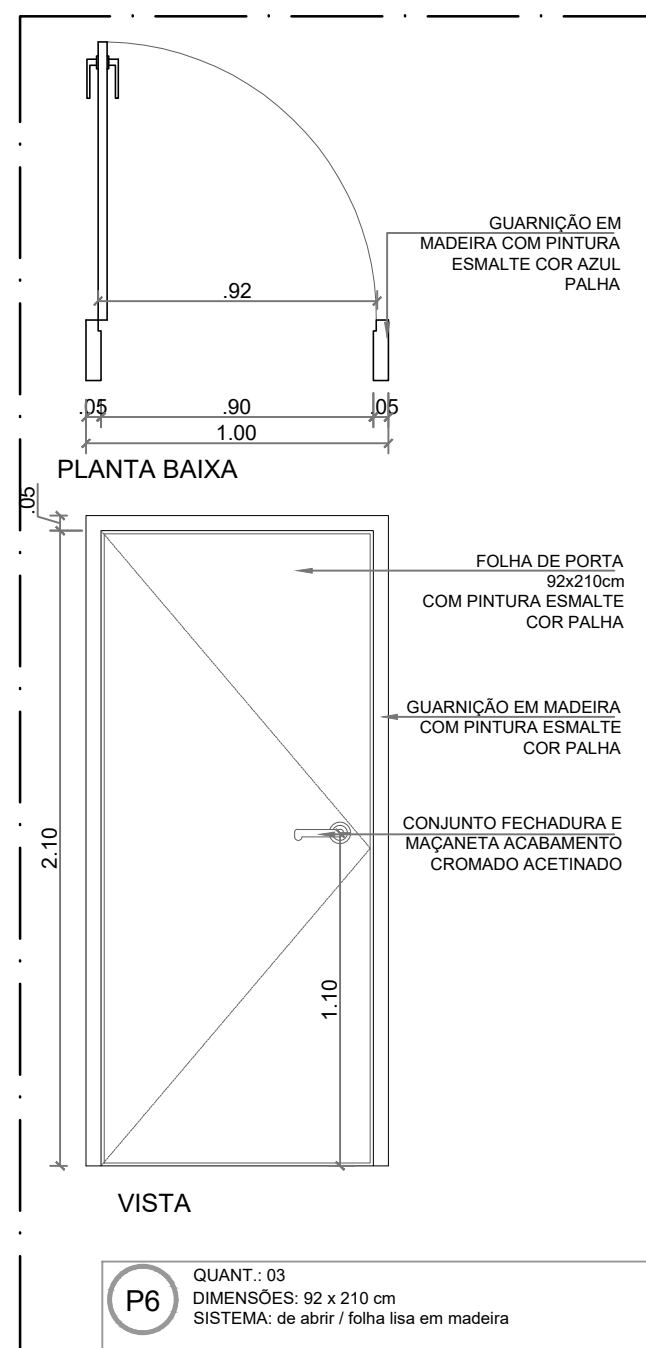 GUARNIÇÃO EM
MADEIRA COM PINTURA
ESMALTE COR AZUL
PALHA
.92
.05
.90
.05
1.00
PLANTA BAIXA
.05
FOLHA DE PORTA
92x210cm
COM PINTURA ESMALTE
COR PALHA
GUARNIÇÃO EM MADEIRA
COM PINTURA ESMALTE
COR PALHA
CONJUNTO FECHADURA E
MAÇANETA ACABAMENTO
CROMADO ACETINADO
2.10
1.10
VISTA
P6
QUANT.: 03
DIMENSÕES: 92 x 210 cm
SISTEMA: de abrir / folha lisa em madeira